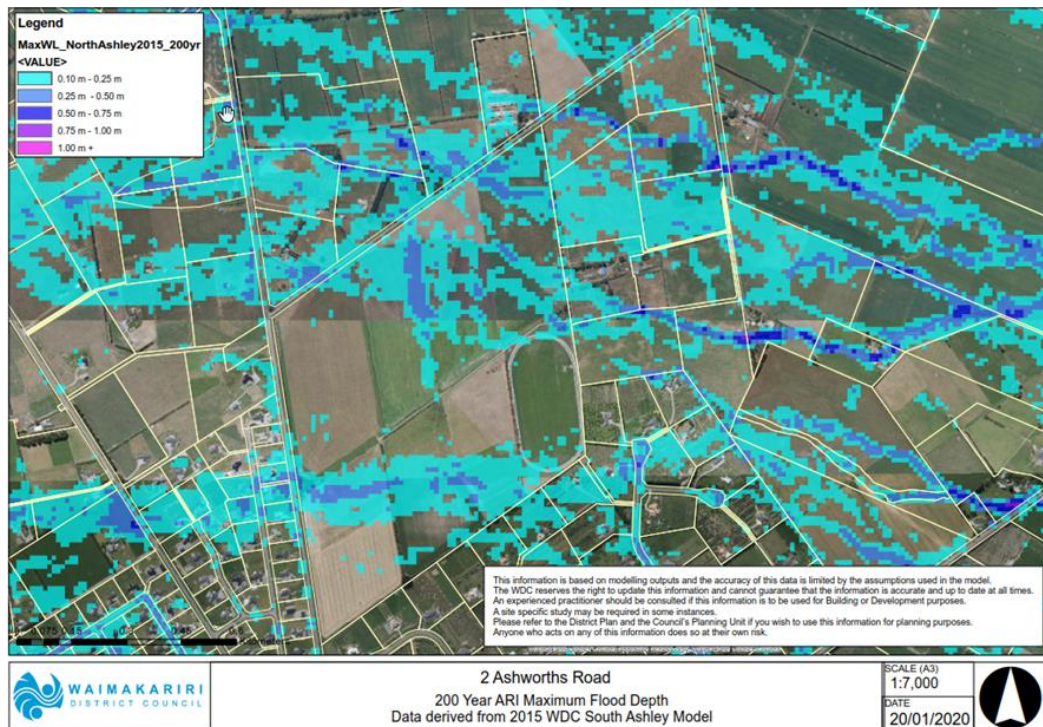 Legend
MaxWL_NorthAshley2015_200yr
<VALUE>
0.10 m - 0.25 m
0.25 m - 0.50 m
0.50 m - 0.75 m
0.75 m - 1.00 m
1.00 m +
This information is based on modelling outputs and the accuracy of this data is limited by the assumptions used in the model.
The WDC reserves the right to update this information and cannot guarantee that the information is accurate and up to date at all times.
An experienced practitioner should be consulted if this information is to be used for Building or Development purposes.
A site specific study may be required in some instances.
Please refer to the District Plan and the Council's Planning Unit if you wish to use this information for planning purposes.
Anyone who acts on any of this information does so at their own risk.
WAIMAKARIRI
DISTRICT COUNCIL
2 Ashworths Road
200 Year ARI Maximum Flood Depth
Data derived from 2015 WDC South Ashley Model
SCALE (A3)
1:7,000
DATE
20/01/2020